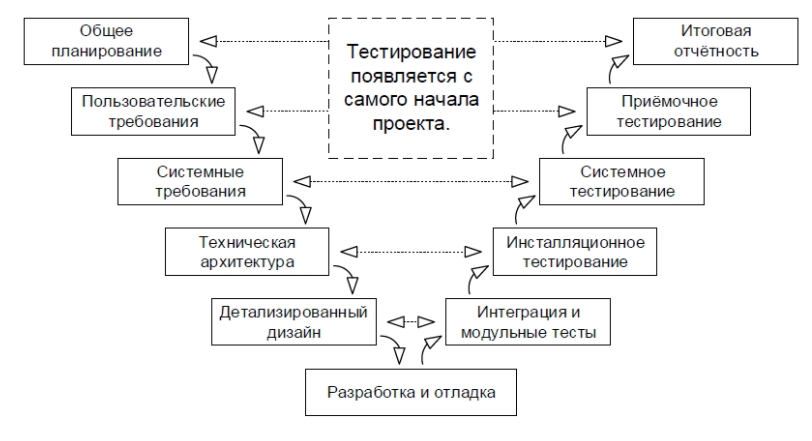 Общее
планирование
Тестирование
появляется с
самого начала
проекта.
Итоговая
отчётность
Пользовательские
требования
Приёмочное
тестирование
Системные
требования
Системное
тестирование
Техническая
архитектура
Инсталляционное
тестирование
Детализированный
дизайн
Интеграция и
модульные тесты
Разработка и отладка